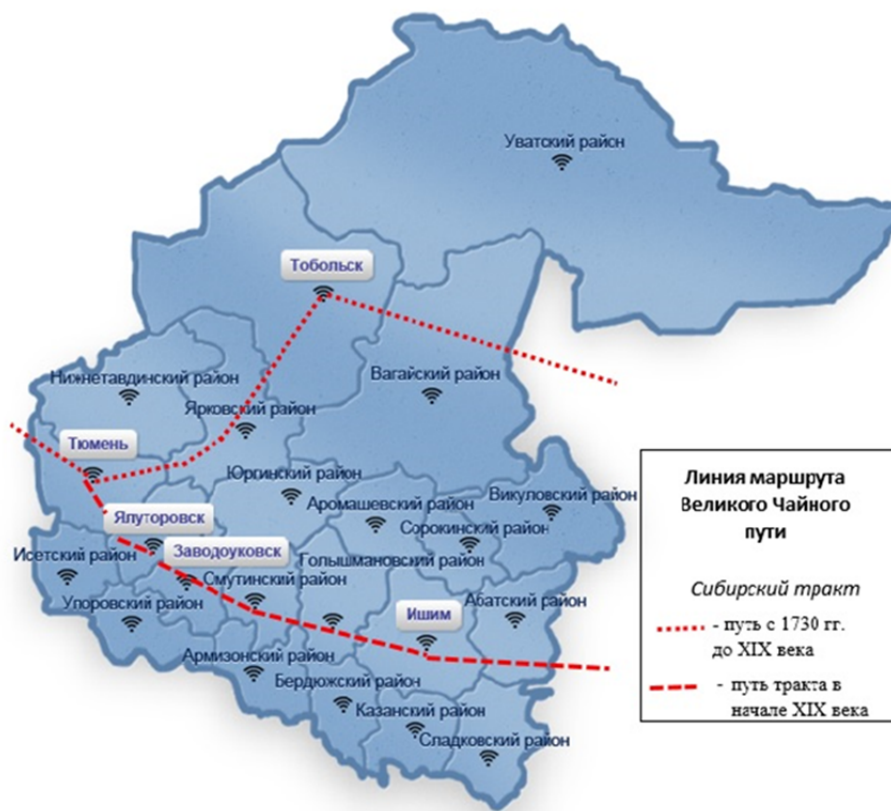 Уватский район
Тобольск
Вагайский район
Нижнетавдинский район
Ярковский район
Тюмень
Юргинский район
Аромашевский район
Викуловский район
Сорокинский район
Ялуторовск
Заводоуковск
Исетский район
Голышмановский район
Смутинский район
Упоровский район
Ишим
Абатский район
Армизонский район
Бердюжский район
Казанский район
Сладковский район
Линия маршрута
Великого Чайного
пути
Сибирский тракт
- путь с 1730 гг.
до XIX века
- путь тракта в
начале XIX века